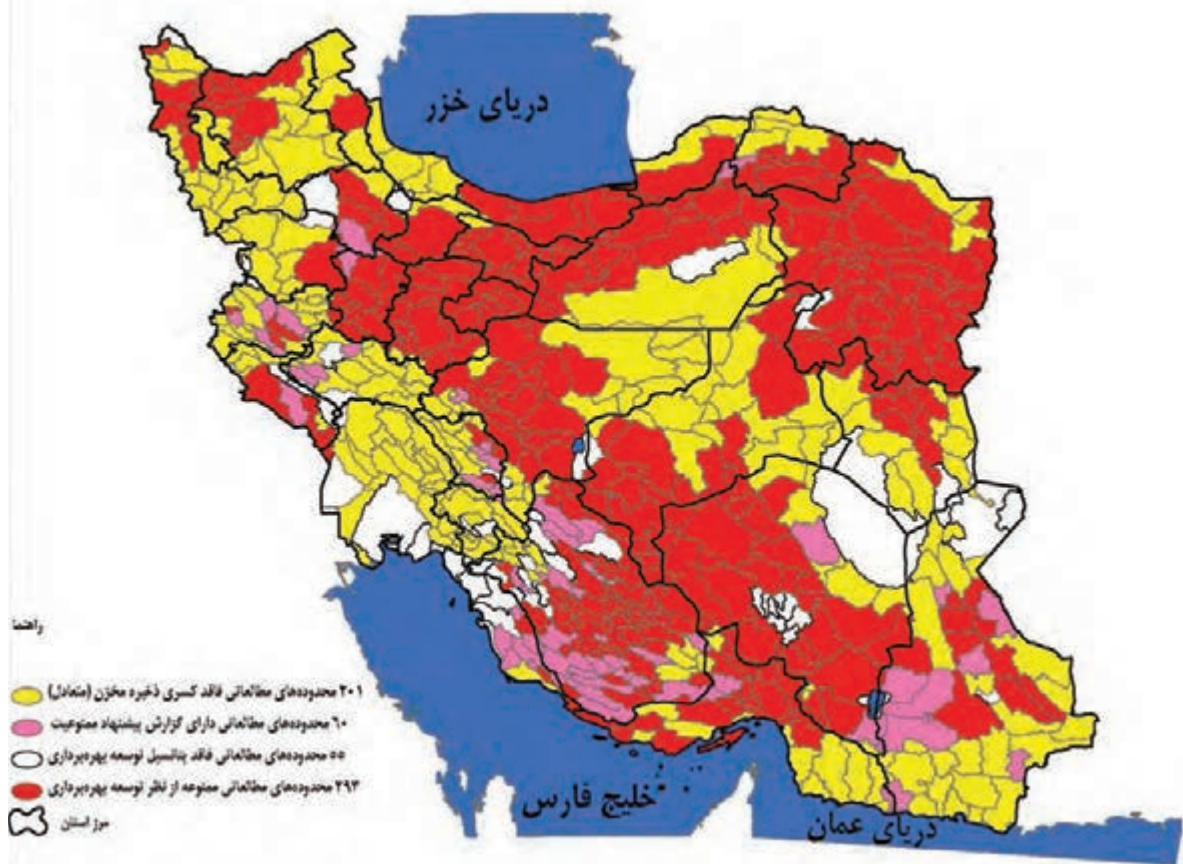 دریای خزر
راهنما
۲۰۱ محدوده‌های مطالعاتی فاقد کسری ذخیره مخزن (متعادل)
۶۰ محدوده‌های مطالعاتی دارای گزارش پیشنهاد ممنوعیت
۵۵ محدوده‌های مطالعاتی فاقد پتانسیل توسعه بهره‌برداری
۲۹۳ محدوده‌های مطالعاتی ممنوعه از نظر توسعه بهره‌برداری
مرز استان
خلیج فارس
دریای عمان